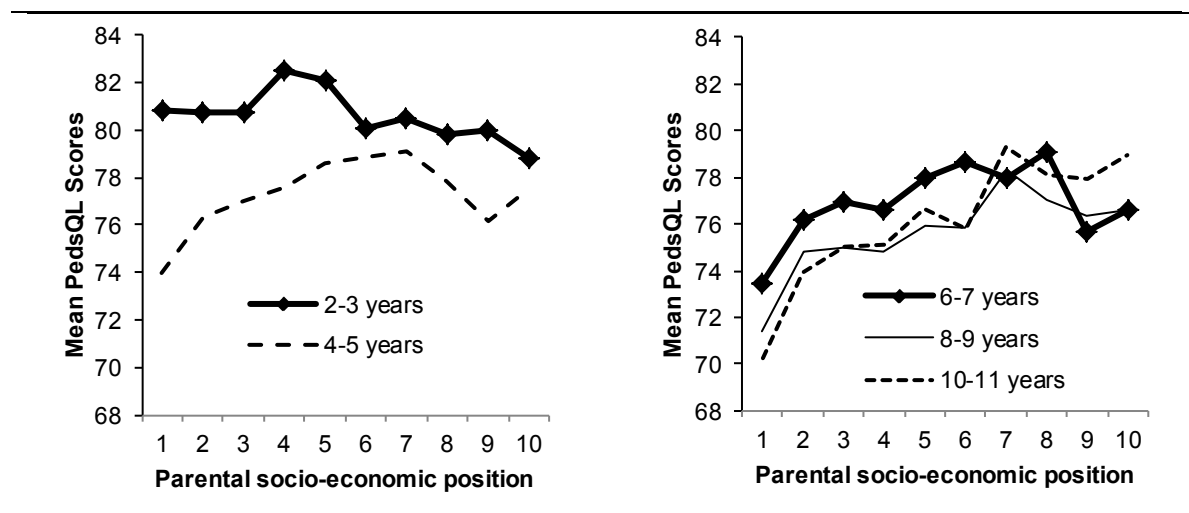 84
82
80
78
76
74
72
70
68
Mean PedsQL Scores
2-3 years
4-5 years
1 2 3 4 5 6 7 8 9 10
Parental socio-economic position
84
82
80
78
76
74
72
70
68
Mean PedsQL Scores
6-7 years
8-9 years
10-11 years
1 2 3 4 5 6 7 8 9 10
Parental socio-economic position